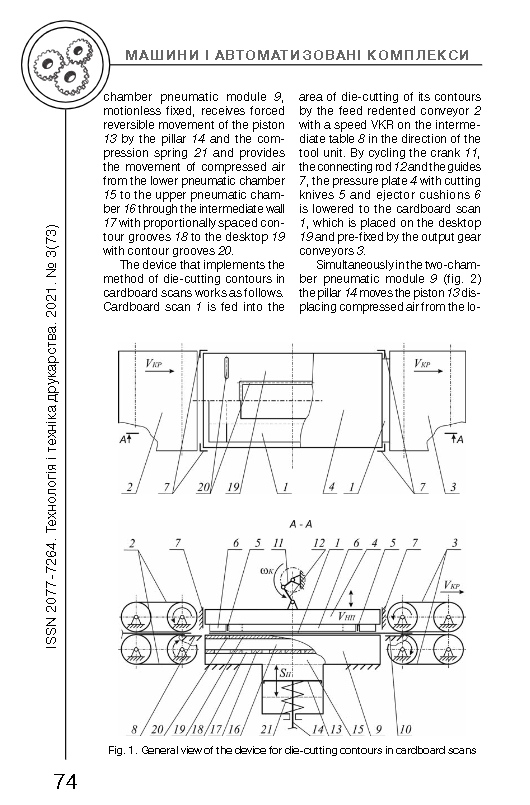 МАШИНИ І АВТОМАТИЗОВАНІ КОМПЛЕКСИ
chamber pneumatic module 9,
motionless fixed, receives forced
reversible movement of the piston
13 by the pillar 14 and the com-
pression spring 21 and provides
the movement of compressed air
from the lower pneumatic chamber
15 to the upper pneumatic cham-
ber 16 through the intermediate wall
17 with proportionally spaced con-
tour grooves 18 to the desktop 19
with contour grooves 20.
The device that implements the
method of die-cutting contours in
cardboard scans works as follows.
Cardboard scan 1 is fed into the
area of die-cutting of its contours
by the feed redented conveyor 2
with a speed VKR on the interme-
diate table 8 in the direction of the
tool unit. By cycling the crank 11,
the connecting rod 12 and the guides
7, the pressure plate 4 with cutting
knives 5 and ejector cushions 6
is lowered to the cardboard scan
1, which is placed on the desktop
19 and pre-fixed by the output gear
conveyors 3.
Simultaneously in the two-cham-
ber pneumatic module 9 (fig. 2)
the pillar 14 moves the piston 13 dis-
placing compressed air from the lo-
VКР VКР
А А
2 7 20 19 1 4 1 7 3
А - А
2 7 6 5 11 12 1 6 4 5 7 3
ωК
VКР
VНП
SП
8 20 19 18 17 16 21 14 13 15 9 10
Fig. 1. General view of the device for die-cutting contours in cardboard scans
ISSN 2077-7264. Технологія і техніка друкарства. 2021. № 3(73)
74